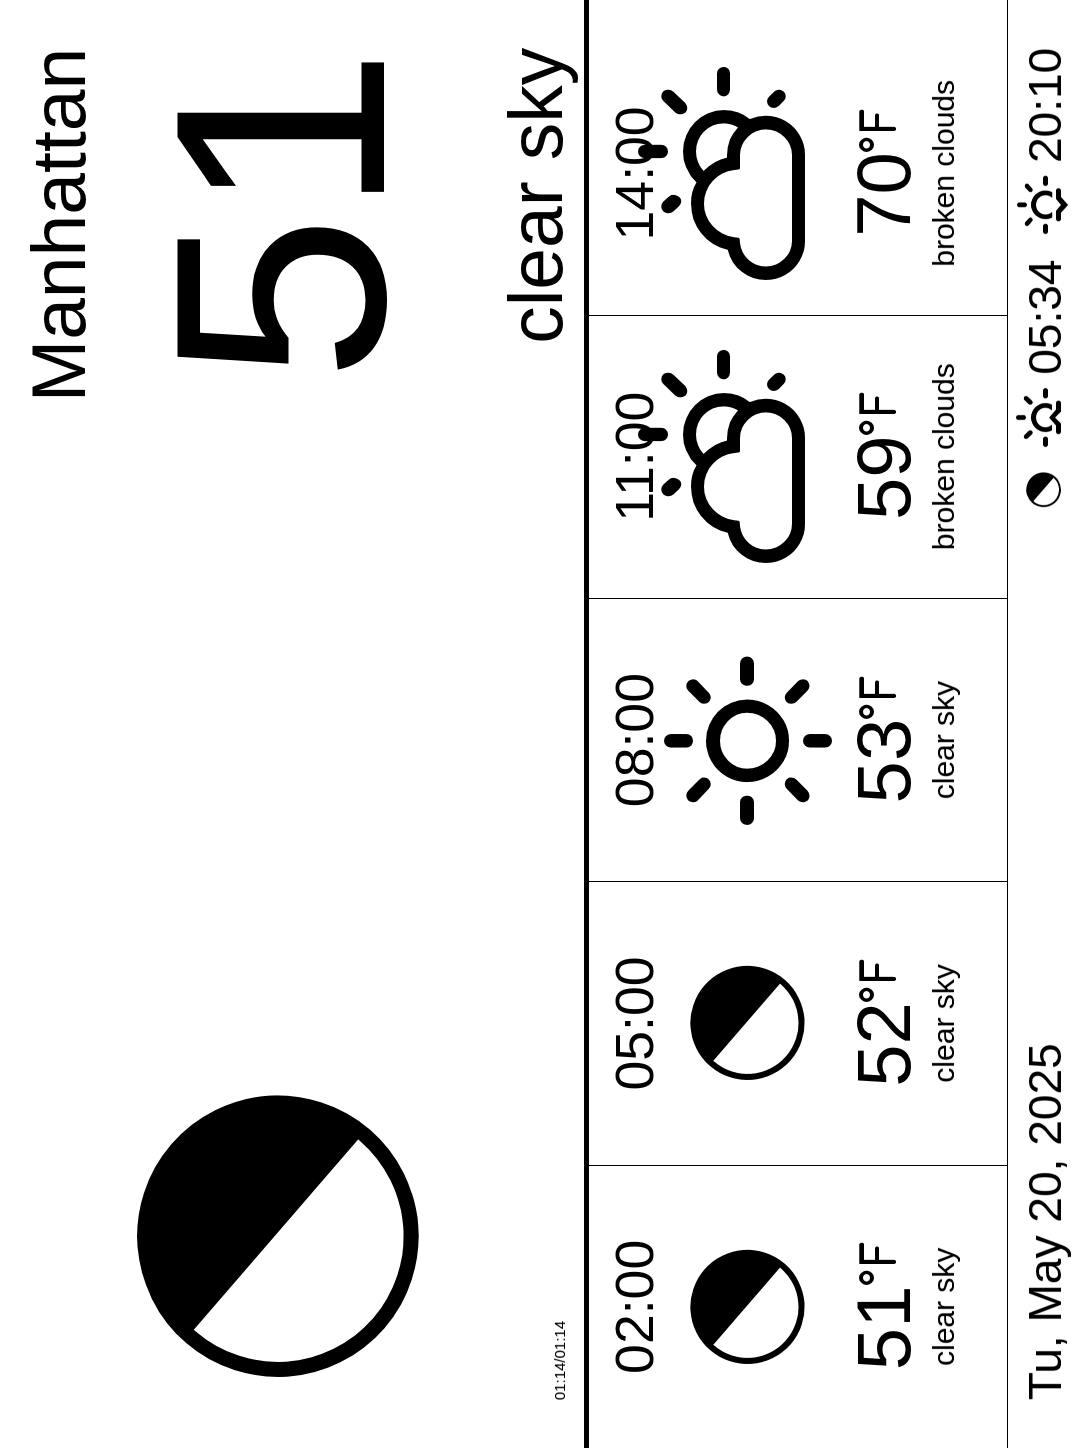 Manhattan
51
clear sky
01:14/01:14
02:00
51°F
clear sky
05:00
52°F
clear sky
08:00
53°F
clear sky
11:00
59°F
broken clouds
14:00
70°F
broken clouds
Tu, May 20, 2025
05:34
20:10